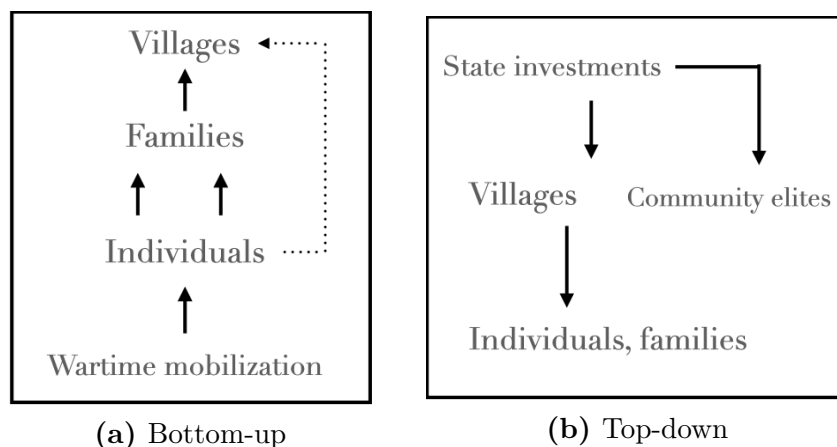 Villages
Families
Individuals
Wartime mobilization
(a) Bottom-up
State investments
Villages
Community elites
Individuals, families
(b) Top-down